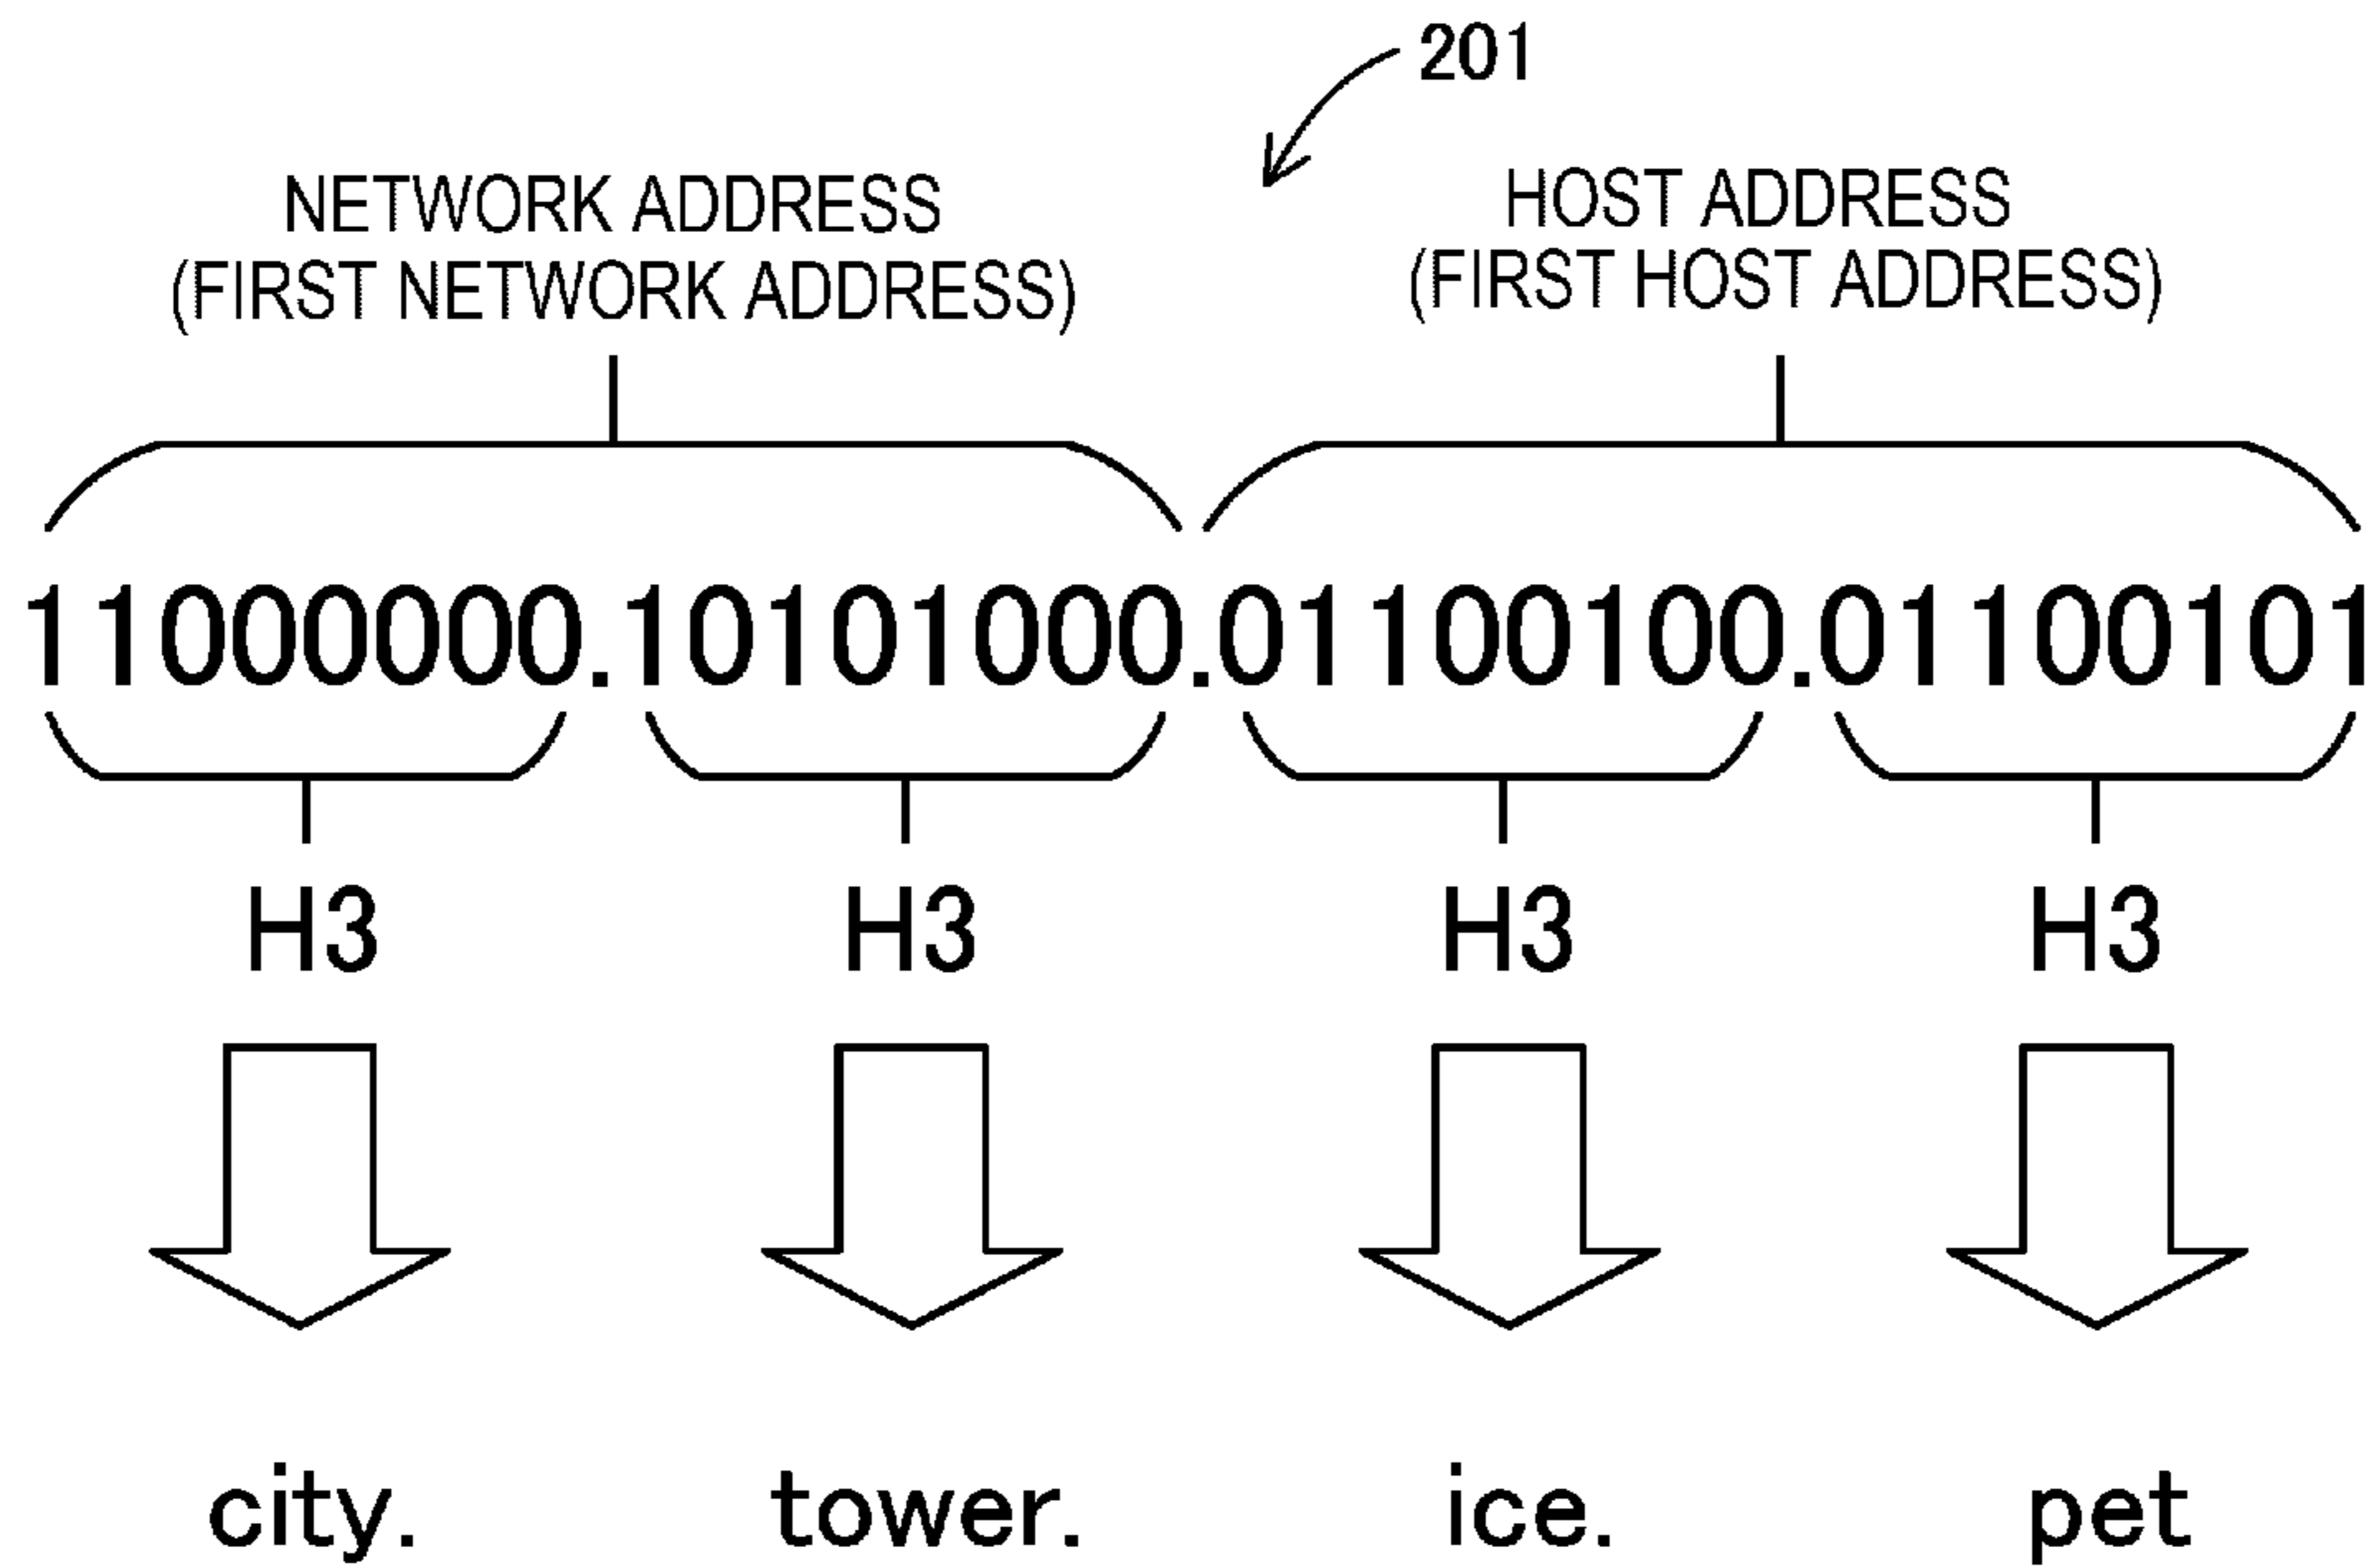 201
NETWORK ADDRESS
(FIRST NETWORK ADDRESS)
HOST ADDRESS
(FIRST HOST ADDRESS)
11000000.10101000.01100100.01100101
H3 H3 H3 H3
city. tower. ice. pet